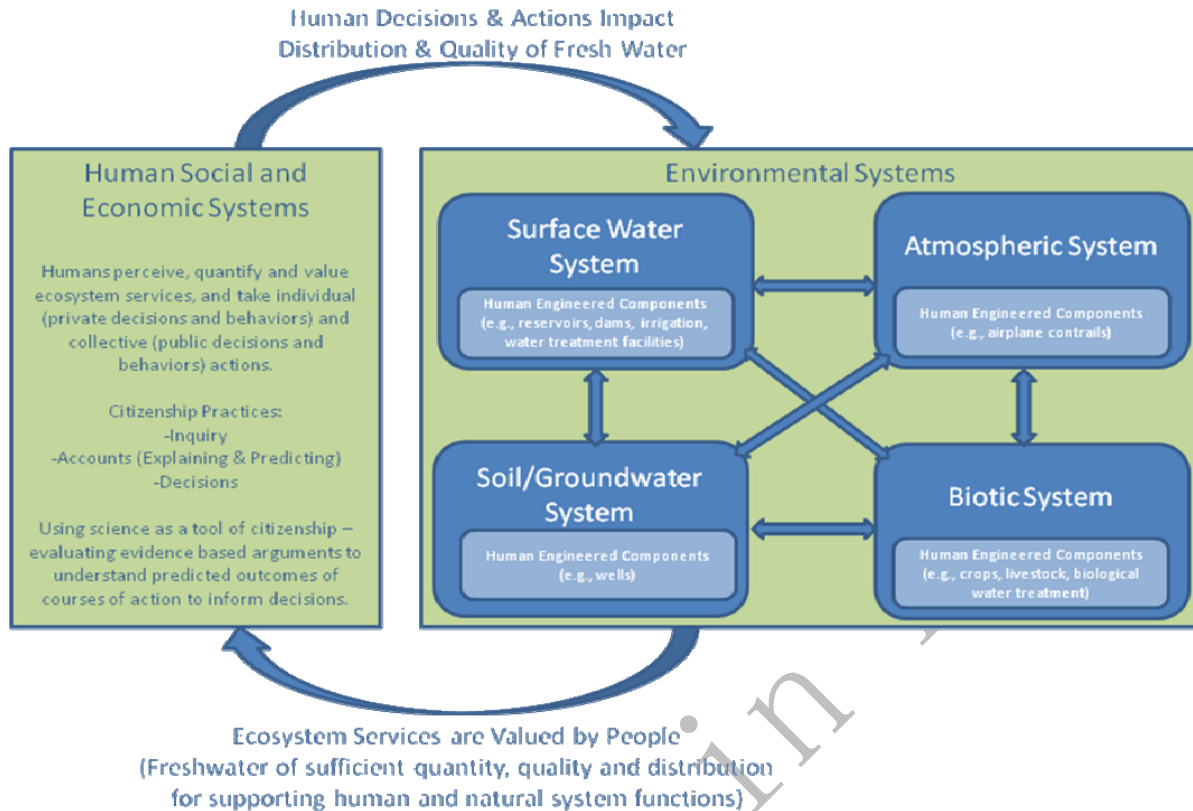 Human Decisions & Actions Impact
Distribution & Quality of Fresh Water
Human Social and
Economic Systems
Humans perceive, quantify and value
ecosystem services, and take individual
(private decisions and behaviors) and
collective (public decisions and
behaviors) actions.
Citizenship Practices:
-Inquiry
-Accounts (Explaining & Predicting)
-Decisions
Using science as a tool of citizenship –
evaluating evidence based arguments to
understand predicted outcomes of
courses of action to inform decisions.
Environmental Systems
Surface Water
System
Human Engineered Components
(e.g., reservoirs, dams, irrigation,
water treatment facilities)
Atmospheric System
Human Engineered Components
(e.g., airplane contrails)
Soil/Groundwater
System
Human Engineered Components
(e.g., wells)
Biotic System
Human Engineered Components
(e.g., crops, livestock, biological
water treatment)
Ecosystem Services are Valued by People
(Freshwater of sufficient quantity, quality and distribution
for supporting human and natural system functions)
in